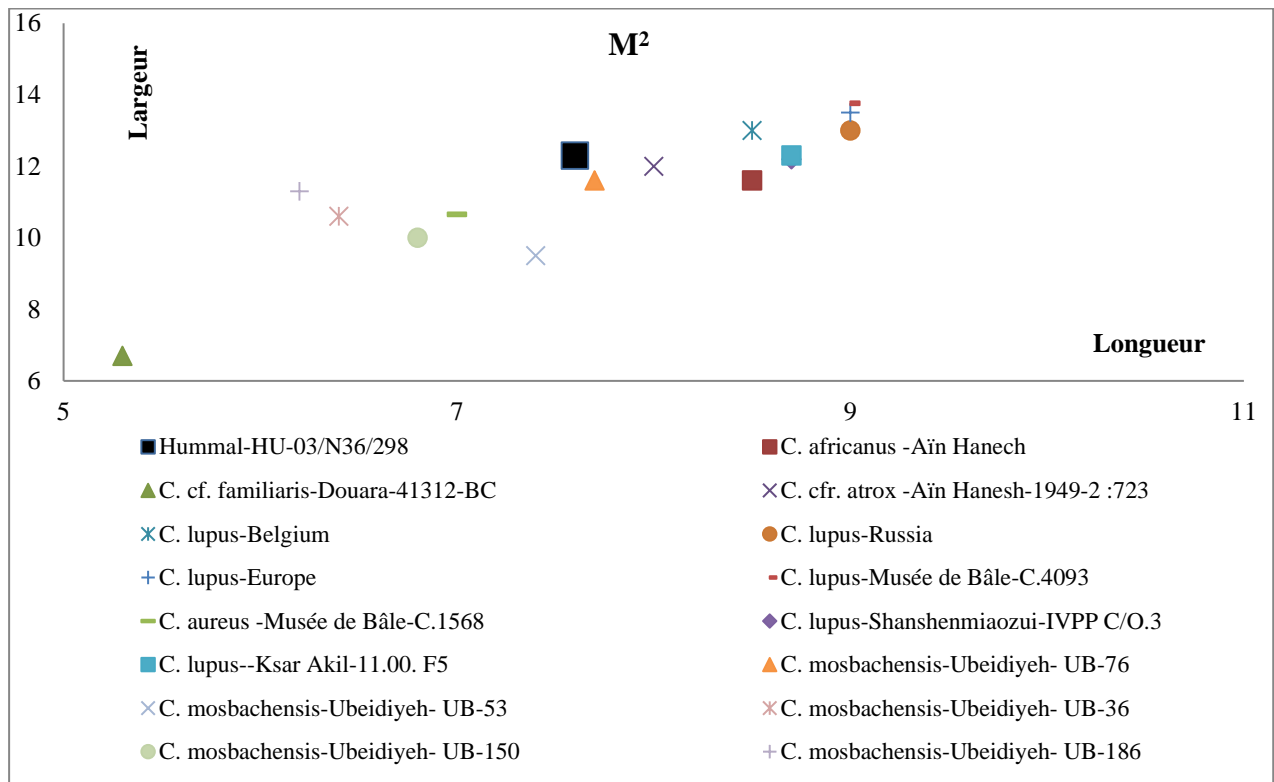 16
M²
Largeur
14
12
10
8
Longueur
6
5 7 9 11
Hummal-HU-03/N36/298 C. africanus -Aïn Hanech
C. cf. familiaris-Douara-41312-BC C. cfr. atrox -Aïn Hanesh-1949-2 :723
C. lupus-Belgium C. lupus-Russia
C. lupus-Europe C. lupus-Musée de Bâle-C.4093
C. aureus -Musée de Bâle-C.1568 C. lupus-Shanshenmiaozui-IVPP C/O.3
C. lupus--Ksar Akil-11.00. F5 C. mosbachensis-Ubeidiyeh- UB-76
C. mosbachensis-Ubeidiyeh- UB-53 C. mosbachensis-Ubeidiyeh- UB-36
C. mosbachensis-Ubeidiyeh- UB-150 C. mosbachensis-Ubeidiyeh- UB-186